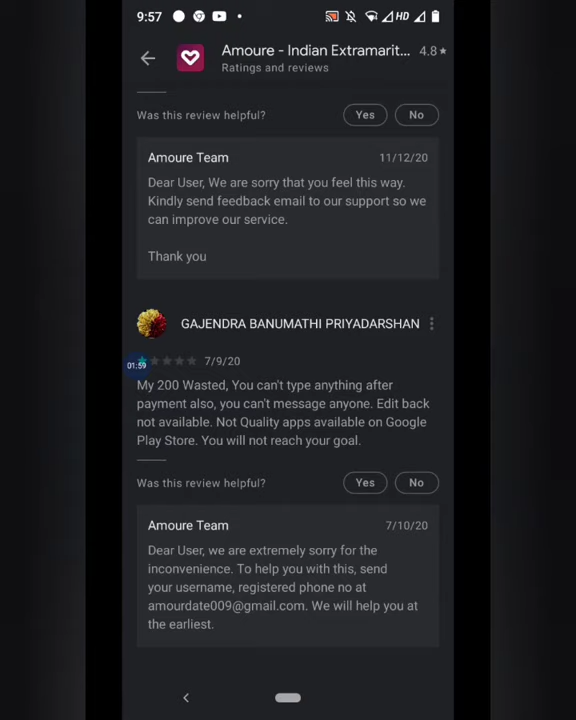 9:57
HD
Amoure - Indian Extramarit...
4.8★
Ratings and reviews
Was this review helpful?
Yes
No
Amoure Team
11/12/20
Dear User, We are sorry that you feel this way.
Kindly send feedback email to our support so we
can improve our service.
Thank you
GAJENDRA BANUMATHI PRIYADARSHAN
7/9/20
01:59
My 200 Wasted, You can't type anything after
payment also, you can't message anyone. Edit back
not available. Not Quality apps available on Google
Play Store. You will not reach your goal.
Was this review helpful?
Yes
No
Amoure Team
7/10/20
Dear User, we are extremely sorry for the
inconvenience. To help you with this, send
your username, registered phone no at
amourdate009@gmail.com. We will help you at
the earliest.